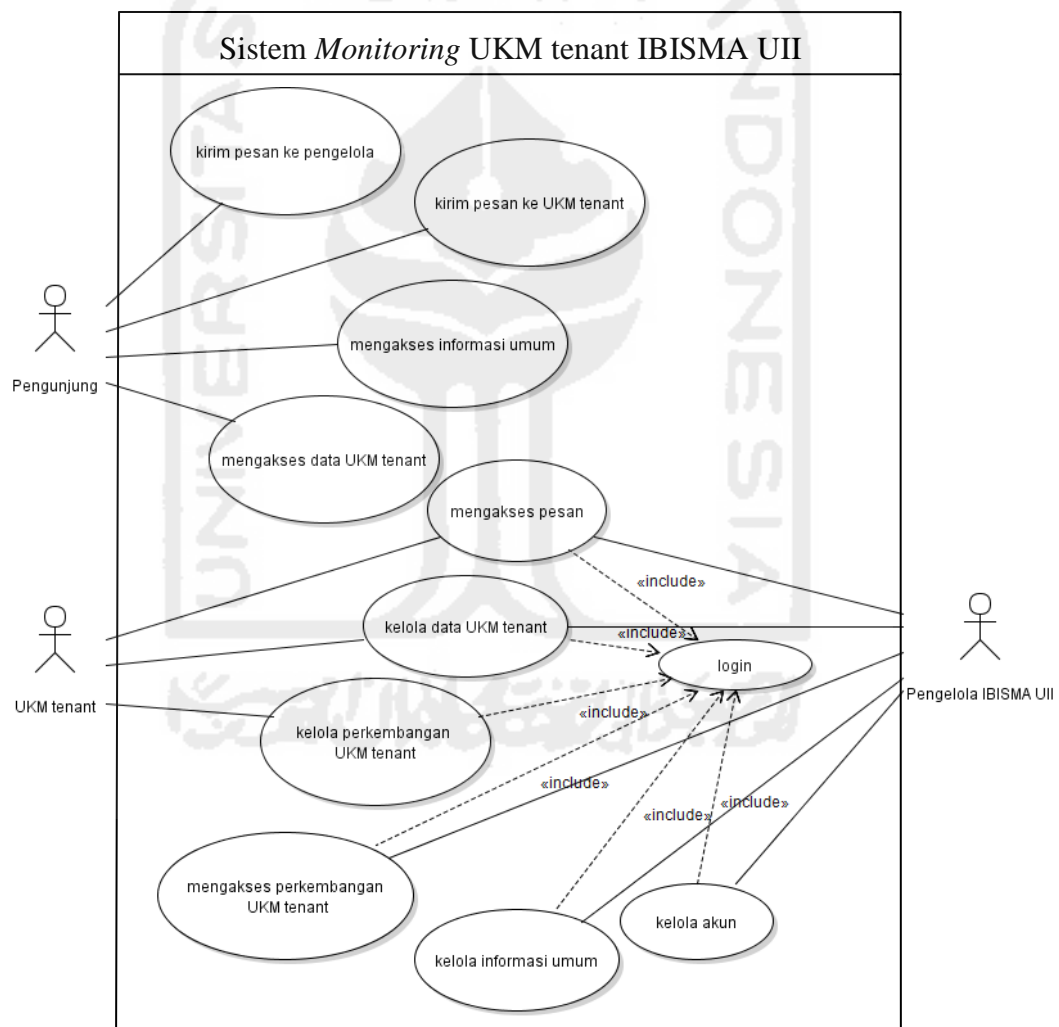 Sistem Monitoring UKM tenant IBISMA UII
kirim pesan ke pengelola
kirim pesan ke UKM tenant
mengakses informasi umum
Pengunjung
mengakses data UKM tenant
mengakses pesan
«include»
kelola data UKM tenant
«include»
login
UKM tenant
Pengelola IBISMA UII
kelola perkembangan
UKM tenant
«include»
«include»
«include»
«include»
mengakses perkembangan
UKM tenant
kelola akun
kelola informasi umum
UNIVERSITAS
INDONESIA